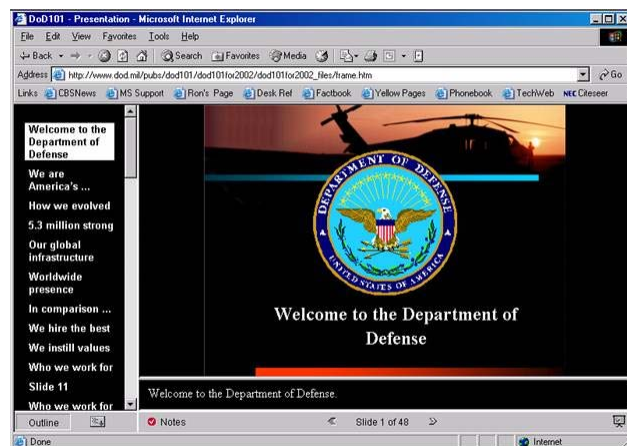 DoD101 - Presentation - Microsoft Internet Explorer
File Edit View Favorites Tools Help
Back Search Favorites Media
Address http://www.dod.mil/pubs/dod101/dod101for2002/dod101for2002_files/frame.htm Go
Links CBSNews MS Support Ron's Page Desk Ref Factbook Yellow Pages Phonebook TechWeb NEC Citeseer
Welcome to the
Department of
Defense
We are
America's ...
How we evolved
5.3 million strong
Our global
infrastructure
Worldwide
presence
In comparison ...
We hire the best
We instill values
Who we work for
Slide 11
Who we work for
DEPARTMENT OF DEFENSE
UNITED STATES OF AMERICA
Welcome to the Department of
Defense
Welcome to the Department of Defense.
Outline Notes Slide 1 of 48
Done Internet